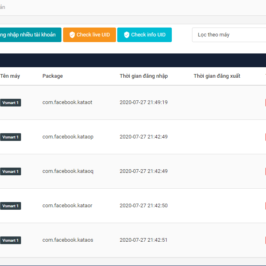 ng nhập nhiều tài khoản Check live UID Check info UID Lọc theo máy
Tên máy Package Thời gian đăng nhập Thời gian đăng xuất
Vsmart 1 com.facebook.kataot 2020-07-27 21:49:19
Vsmart 1 com.facebook.kataop 2020-07-27 21:42:49
Vsmart 1 com.facebook.kataoq 2020-07-27 21:42:49
Vsmart 1 com.facebook.kataor 2020-07-27 21:42:50
Vsmart 1 com.facebook.kataos 2020-07-27 21:42:51